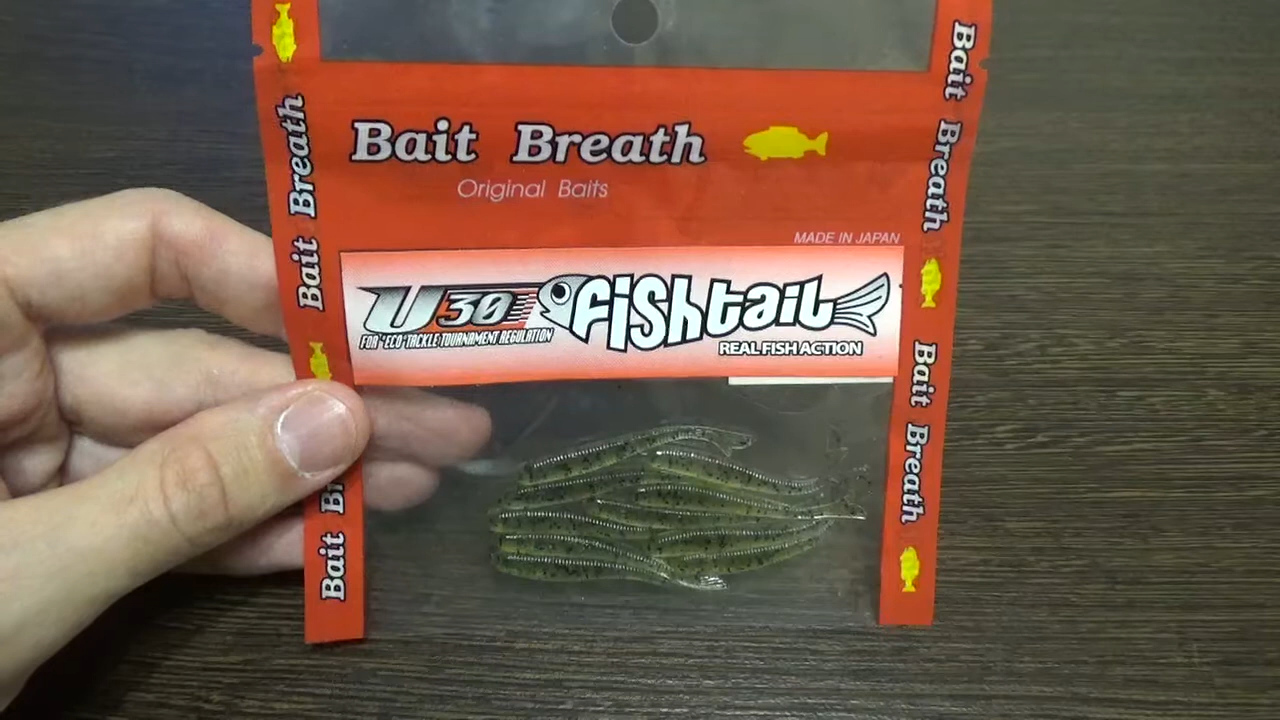 Bait Breath
Original Baits
MADE IN JAPAN
U30 Fishtail
FOR "ECO" TACKLE TOURNAMENT REGULATION
REAL FISH ACTION
Bait Breath
Bait Breath
Bait
Bait Breath
Bait Breath